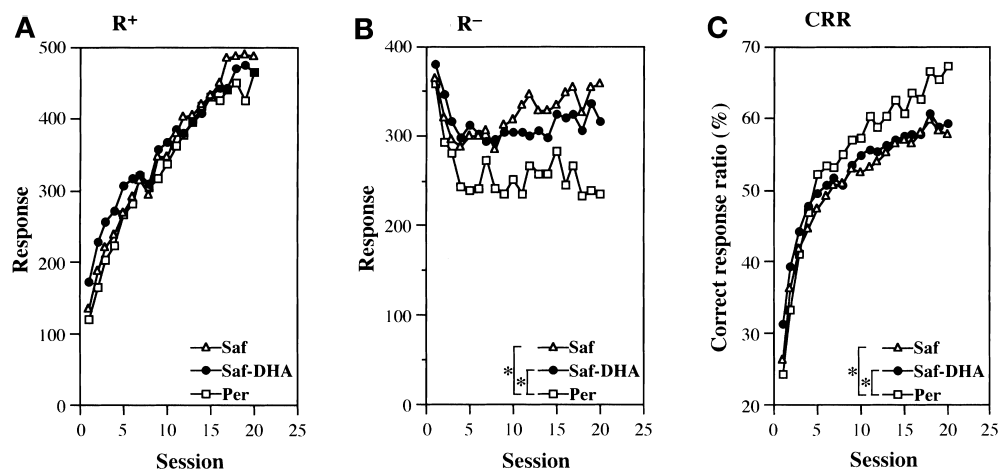 A R+
500
400
300
200
100
0
Response
0 5 10 15 20 25
Session
Saf
Saf-DHA
Per
B R−
400
300
200
100
0
Response
0 5 10 15 20 25
Session
Saf
* * Saf-DHA
Per
C CRR
70
60
50
40
30
20
Correct response ratio (%)
0 5 10 15 20 25
Session
Saf
* * Saf-DHA
Per